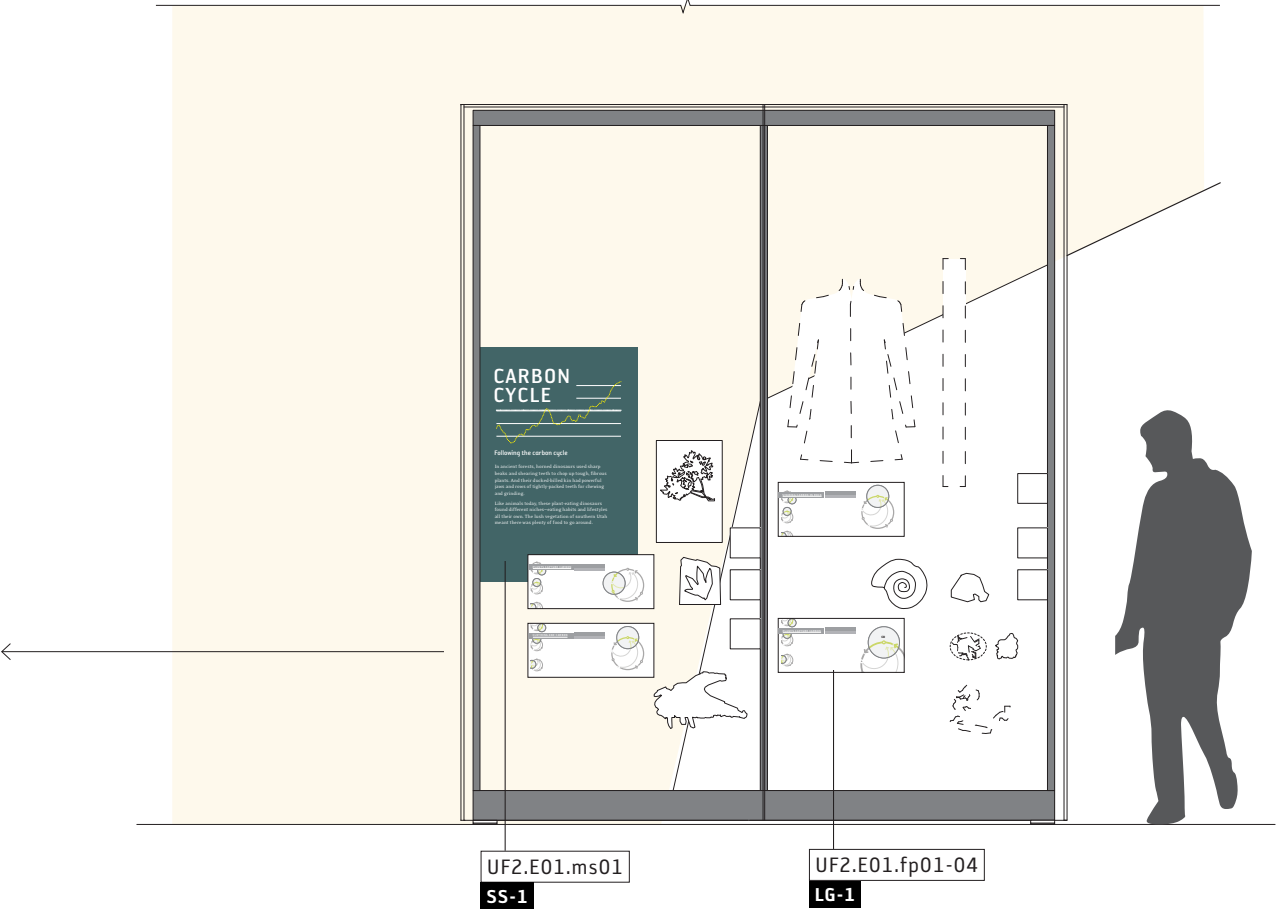 CARBON
CYCLE
Following the carbon cycle
In ancient forests, horned dinosaurs used sharp
beaks and shearing teeth to chop up tough, fibrous
plants. And their ducked-billed kin had powerful
jaws and rows of tightly packed teeth for chewing
and grinding.
Like animals today, these plant-eating dinosaurs
found different niches—eating habits and lifestyles
all their own. The lush vegetation of southern Utah
meant there was plenty of food to go around.
UF2.E01.ms01
SS-1
UF2.E01.fp01-04
LG-1